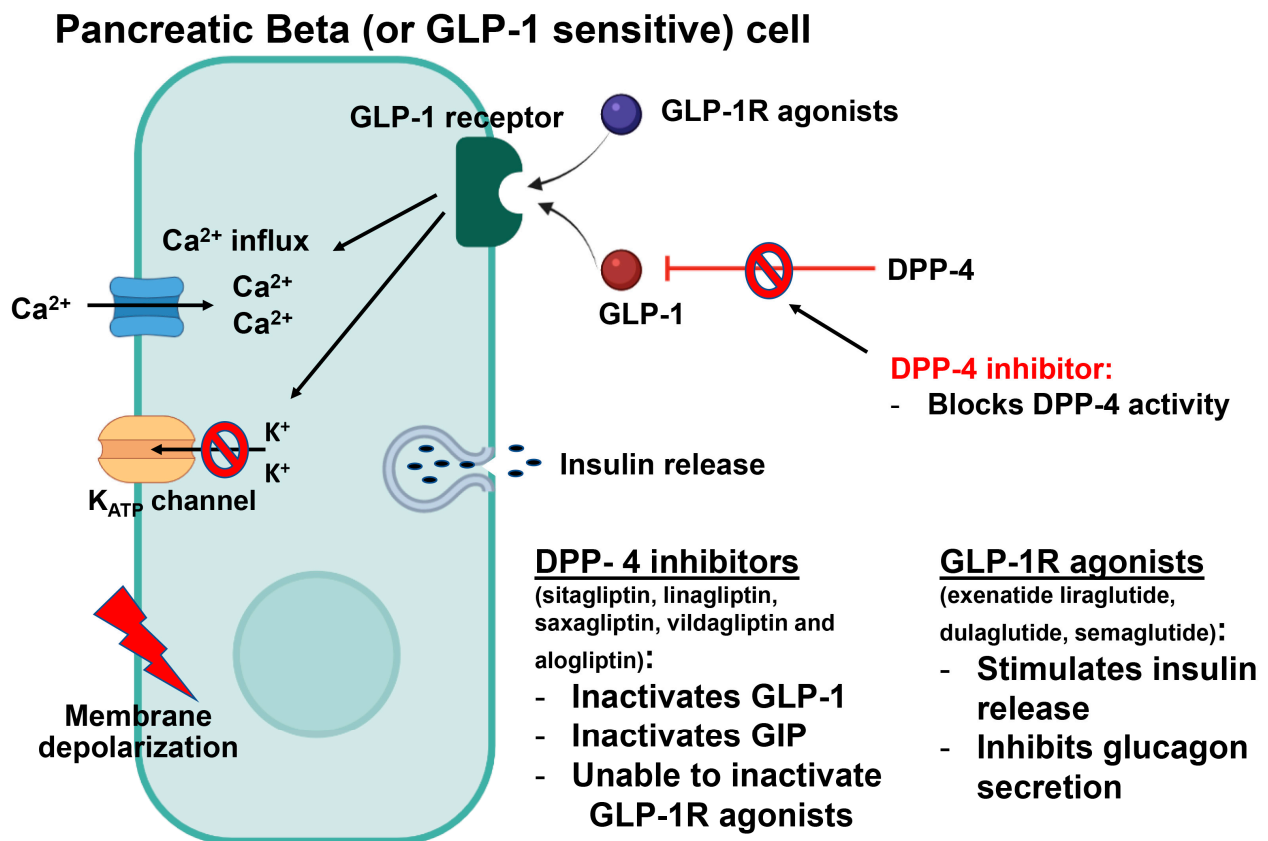 Pancreatic Beta (or GLP-1 sensitive) cell
GLP-1 receptor
GLP-1R agonists
Ca²⁺ influx
Ca²⁺
Ca²⁺
Ca²⁺
GLP-1
DPP-4
DPP-4 inhibitor:
- Blocks DPP-4 activity
K⁺
K⁺
K_ATP channel
Insulin release
Membrane
depolarization
DPP- 4 inhibitors
(sitagliptin, linagliptin,
saxagliptin, vildagliptin and
alogliptin):
- Inactivates GLP-1
- Inactivates GIP
- Unable to inactivate
GLP-1R agonists
GLP-1R agonists
(exenatide liraglutide,
dulaglutide, semaglutide):
- Stimulates insulin
release
- Inhibits glucagon
secretion